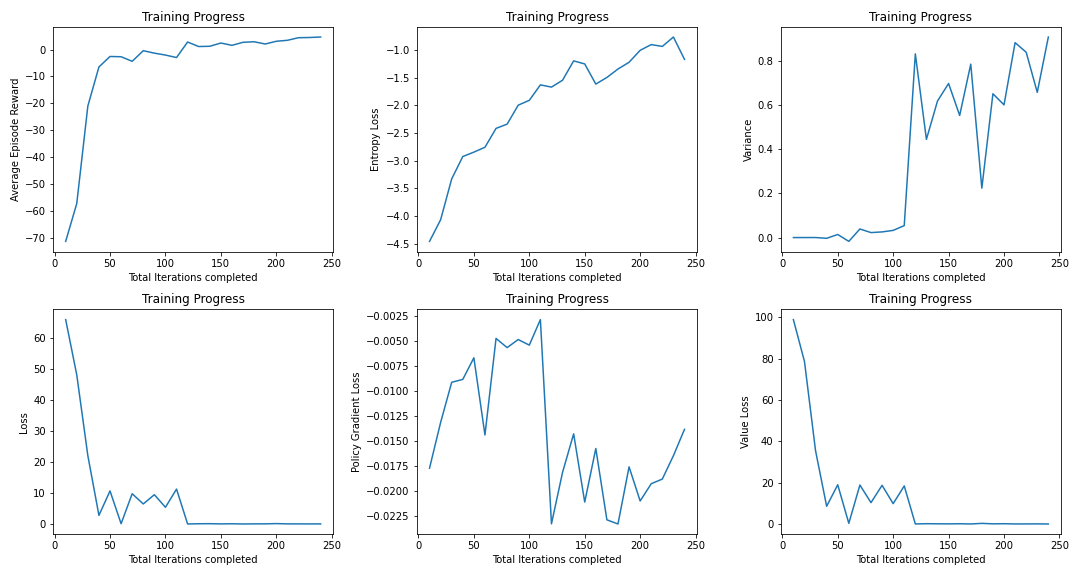 Training Progress
Average Episode Reward
0
−10
−20
−30
−40
−50
−60
−70
0 50 100 150 200 250
Total Iterations completed
Training Progress
Entropy Loss
−1.0
−1.5
−2.0
−2.5
−3.0
−3.5
−4.0
−4.5
0 50 100 150 200 250
Total Iterations completed
Training Progress
Variance
0.8
0.6
0.4
0.2
0.0
0 50 100 150 200 250
Total Iterations completed
Training Progress
Loss
60
50
40
30
20
10
0
0 50 100 150 200 250
Total Iterations completed
Training Progress
Policy Gradient Loss
−0.0025
−0.0050
−0.0075
−0.0100
−0.0125
−0.0150
−0.0175
−0.0200
−0.0225
0 50 100 150 200 250
Total Iterations completed
Training Progress
Value Loss
100
80
60
40
20
0
0 50 100 150 200 250
Total Iterations completed